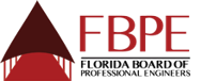 FBPE
FLORIDA BOARD OF
PROFESSIONAL ENGINEERS